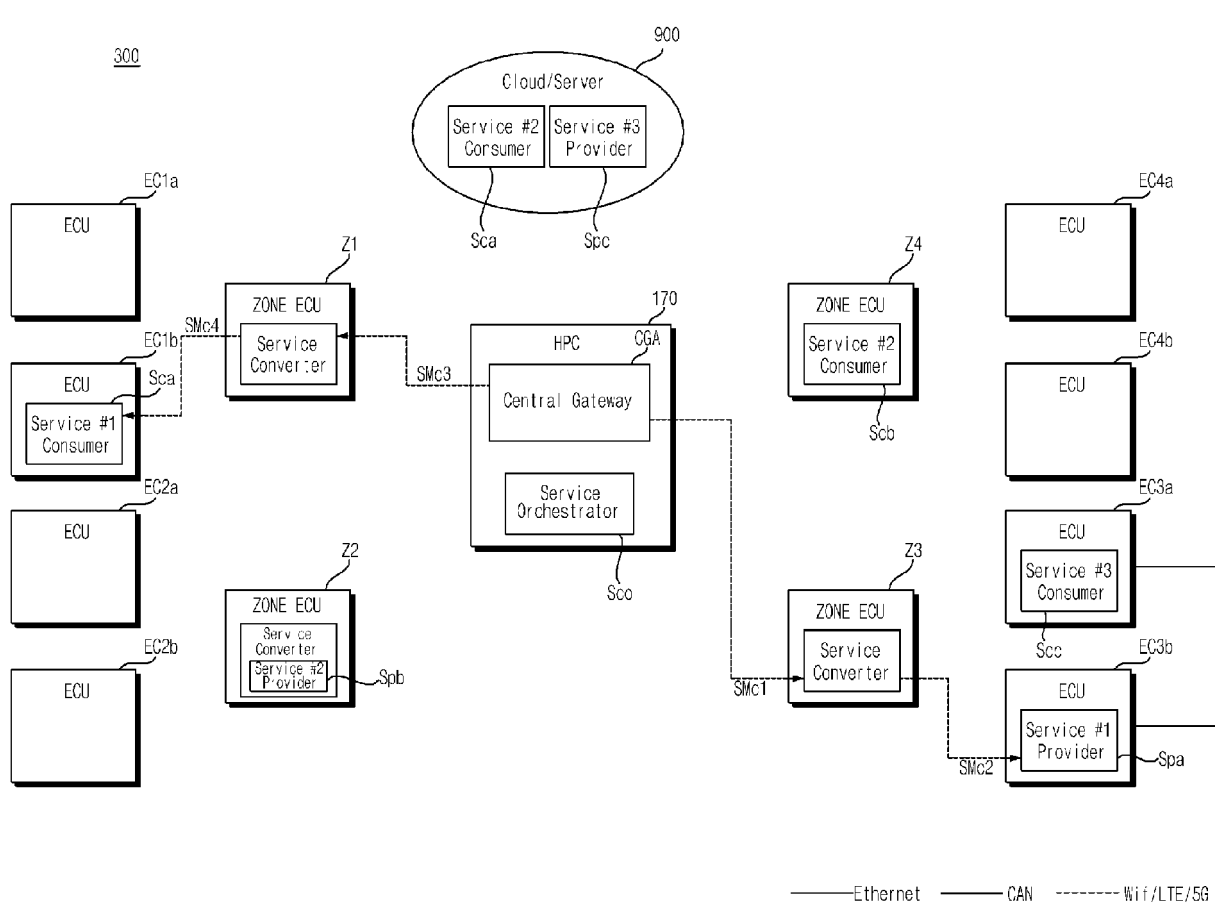 300
900
Cloud/Server
Service #2
Consumer
Service #3
Provider
Sca
Spc
EC1a
ECU
EC1b
ECU
Sca
Service #1
Consumer
EC2a
ECU
EC2b
ECU
Z1
ZONE ECU
Service
Converter
SMc4
SMc3
170
HPC
CGA
Central Gateway
Service
Orchestrator
Sco
Z2
ZONE ECU
Service
Converter
Service #2
Provider
Spb
Z4
ZONE ECU
Service #2
Consumer
Scb
Z3
ZONE ECU
Service
Converter
SMc1
SMc2
EC4a
ECU
EC4b
ECU
EC3a
ECU
Service #3
Consumer
Scc
EC3b
ECU
Service #1
Provider
Spa
Ethernet
CAN
Wif/LTE/5G